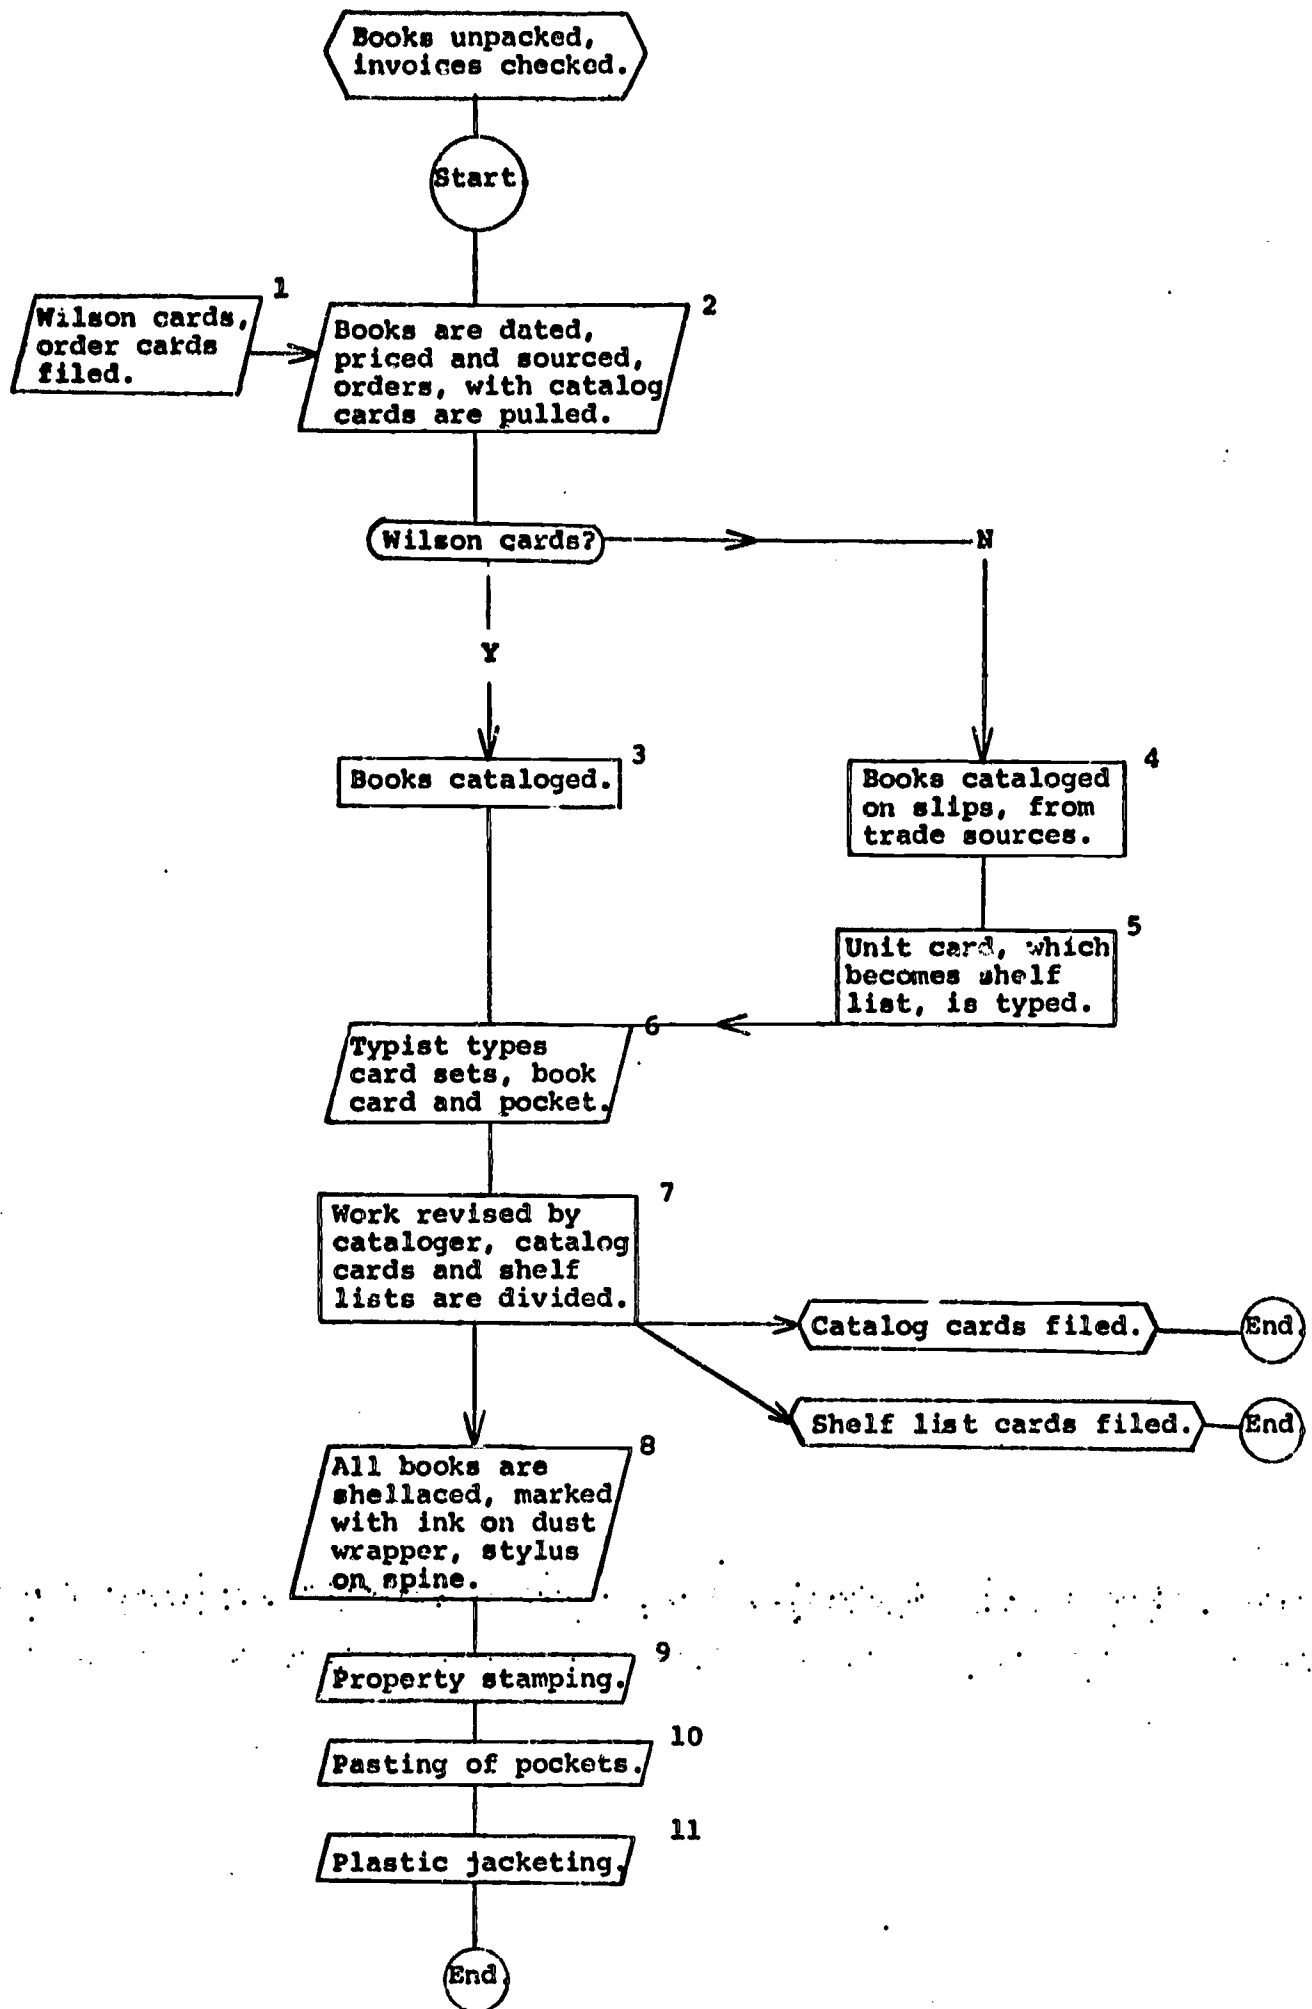 Books unpacked,
invoices checked.
Start
1
Wilson cards,
order cards
filed.
2
Books are dated,
priced and sourced,
orders, with catalog
cards are pulled.
Wilson cards?
N
Y
3
Books cataloged.
4
Books cataloged
on slips, from
trade sources.
5
Unit card, which
becomes shelf
list, is typed.
6
Typist types
card sets, book
card and pocket.
7
Work revised by
cataloger, catalog
cards and shelf
lists are divided.
Catalog cards filed.
End
Shelf list cards filed.
End
8
All books are
shellaced, marked
with ink on dust
wrapper, stylus
on spine.
9
Property stamping.
10
Pasting of pockets.
11
Plastic jacketing.
End